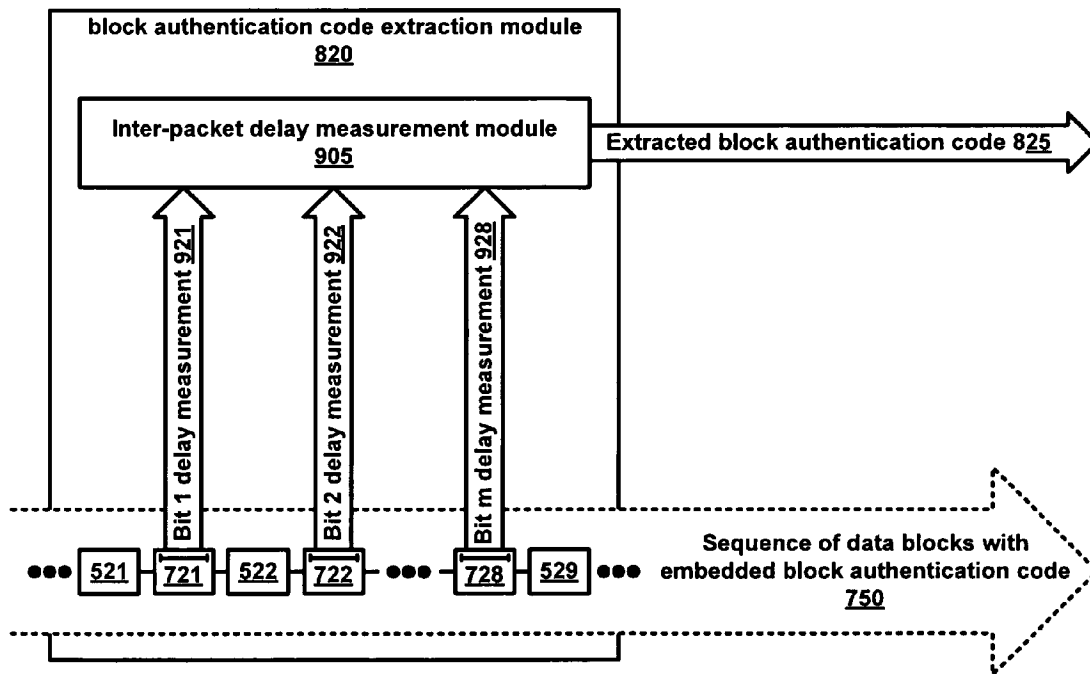 block authentication code extraction module
820
Inter-packet delay measurement module
905
Extracted block authentication code 825
Bit 1 delay measurement 921
Bit 2 delay measurement 922
Bit m delay measurement 928
521
721
522
722
728
529
Sequence of data blocks with
embedded block authentication code
750